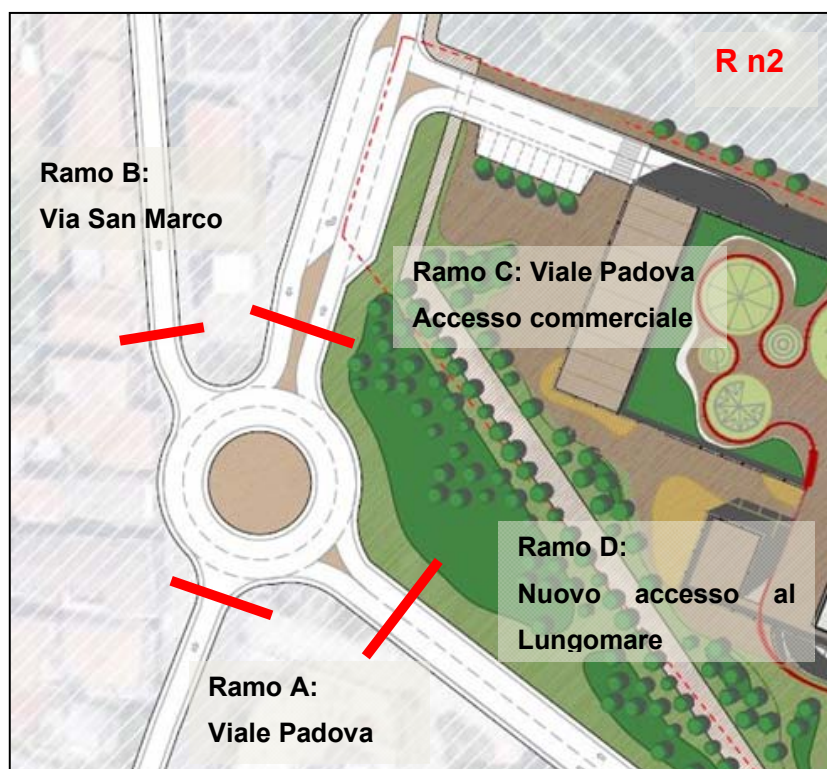 R n2
Ramo B:
Via San Marco
Ramo C: Viale Padova
Accesso commerciale
Ramo D:
Nuovo accesso al
Lungomare
Ramo A:
Viale Padova